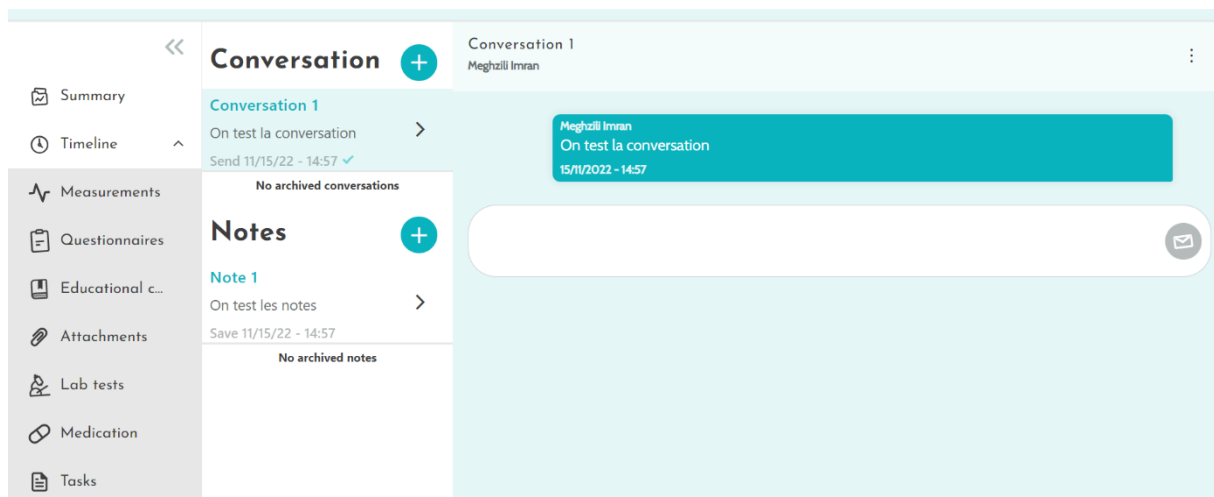 Summary
Timeline
Measurements
Questionnaires
Educational c...
Attachments
Lab tests
Medication
Tasks
Conversation
Conversation 1
On test la conversation
Send 11/15/22 - 14:57
No archived conversations
Notes
Note 1
On test les notes
Save 11/15/22 - 14:57
No archived notes
Conversation 1
Meghzili Imran
Meghzili Imran
On test la conversation
15/11/2022 - 14:57